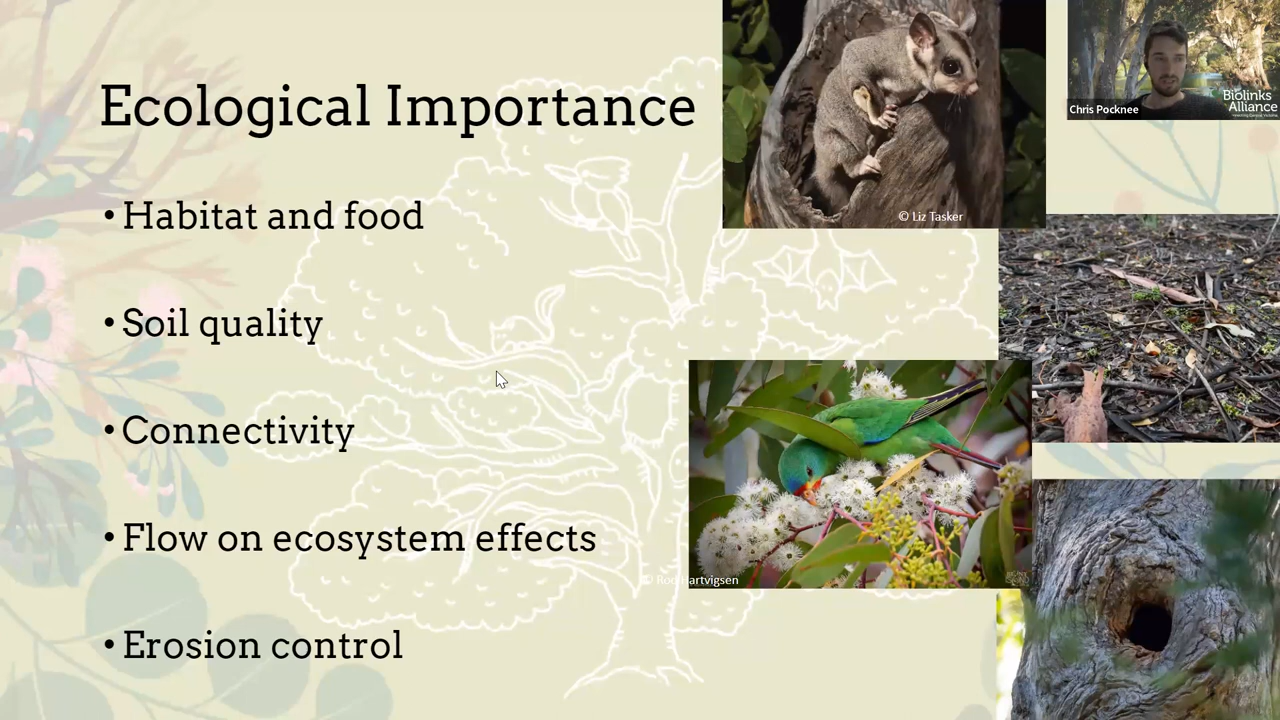 Ecological Importance
• Habitat and food
• Soil quality
• Connectivity
• Flow on ecosystem effects
• Erosion control
© Liz Tasker
© Rod Hartvigsen
Chris Pocknee
Biolinks
Alliance